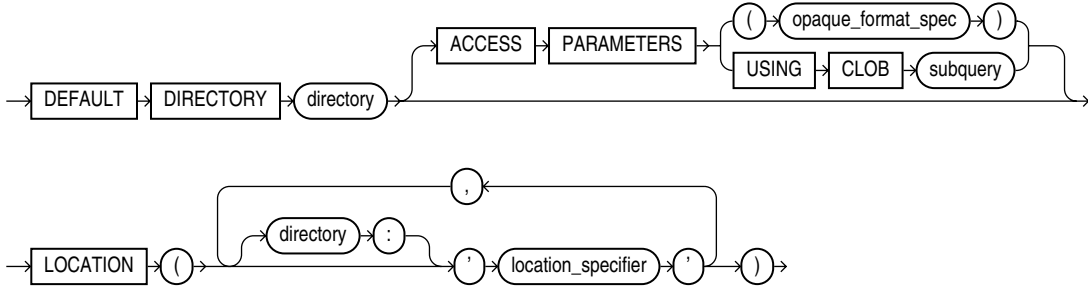 ACCESS PARAMETERS ( opaque_format_spec )
USING CLOB subquery
DEFAULT DIRECTORY directory
,
directory :
LOCATION ( ' location_specifier ' )